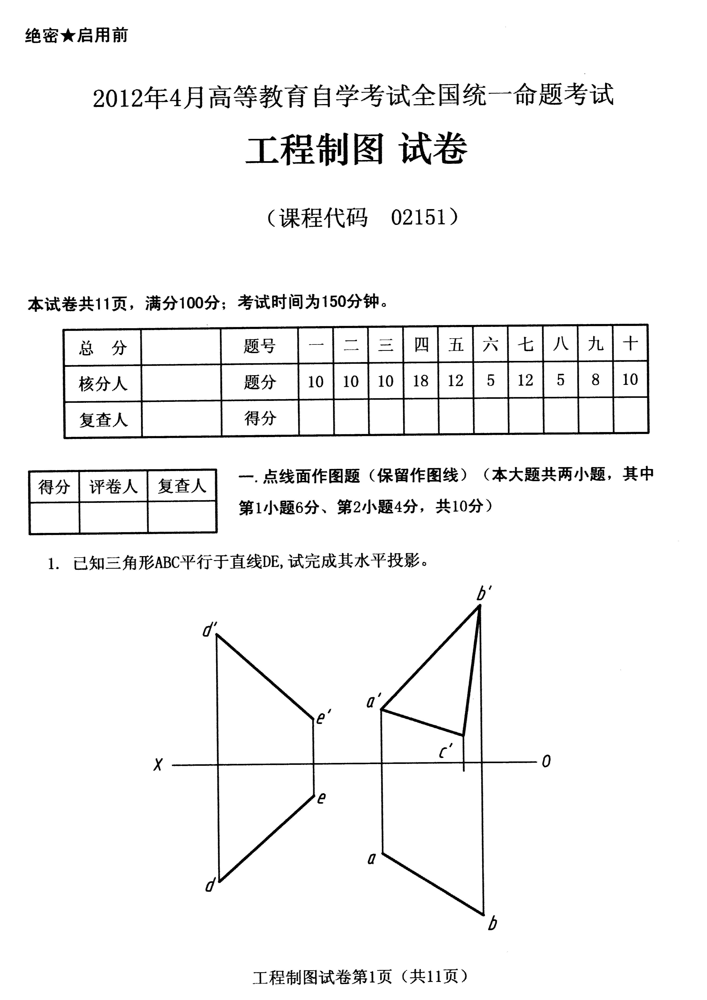 绝密★启用前
2012年4月高等教育自学考试全国统一命题考试
工程制图 试卷
（课程代码 02151）
本试卷共11页，满分100分；考试时间为150分钟。
总 分 题号 一 二 三 四 五 六 七 八 九 十
核分人 题分 10 10 10 18 12 5 12 5 8 10
复查人 得分
得分 评卷人 复查人
一.点线面作图题（保留作图线）（本大题共两小题，其中
第1小题6分、第2小题4分，共10分）
1. 已知三角形ABC平行于直线DE,试完成其水平投影。
b'
d'
a'
e'
c'
X
O
e
a
d
b
工程制图试卷第1页（共11页）